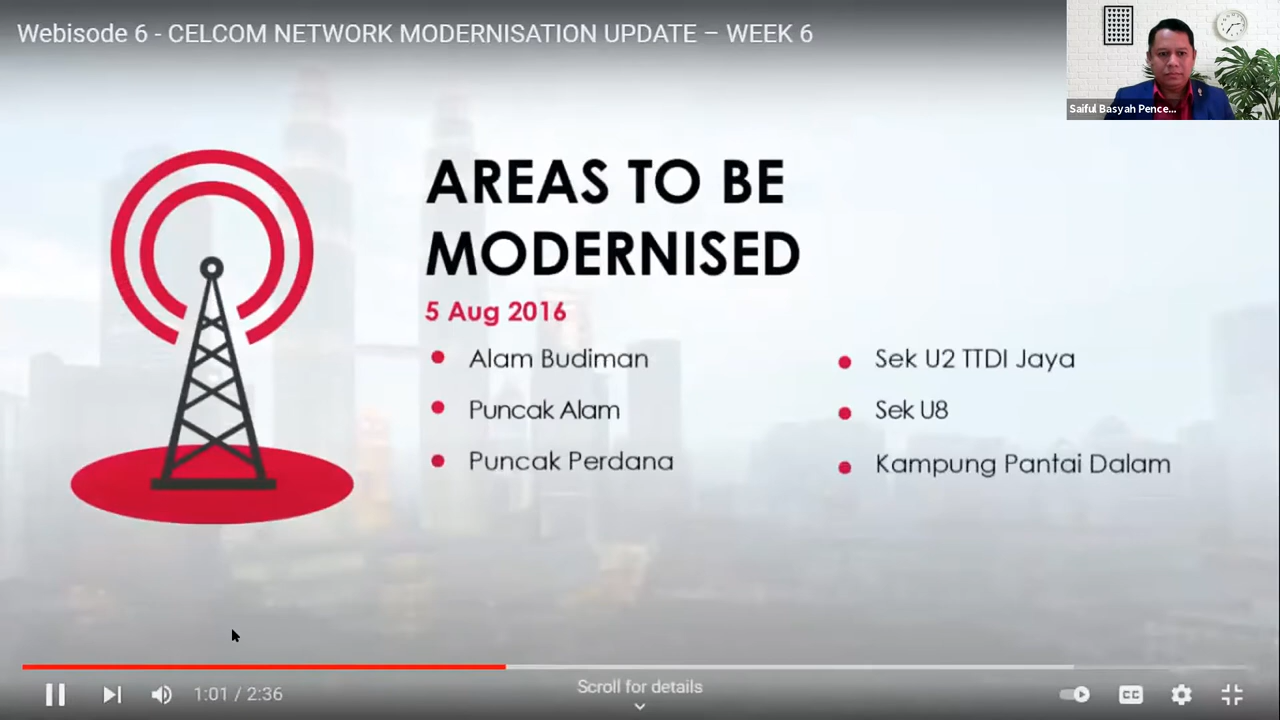 Webisode 6 - CELCOM NETWORK MODERNISATION UPDATE – WEEK 6
Saiful Basyah Pence...
AREAS TO BE
MODERNISED
5 Aug 2016
Alam Budiman
Puncak Alam
Puncak Perdana
Sek U2 TTDI Jaya
Sek U8
Kampung Pantai Dalam
1:01 / 2:36
Scroll for details
CC